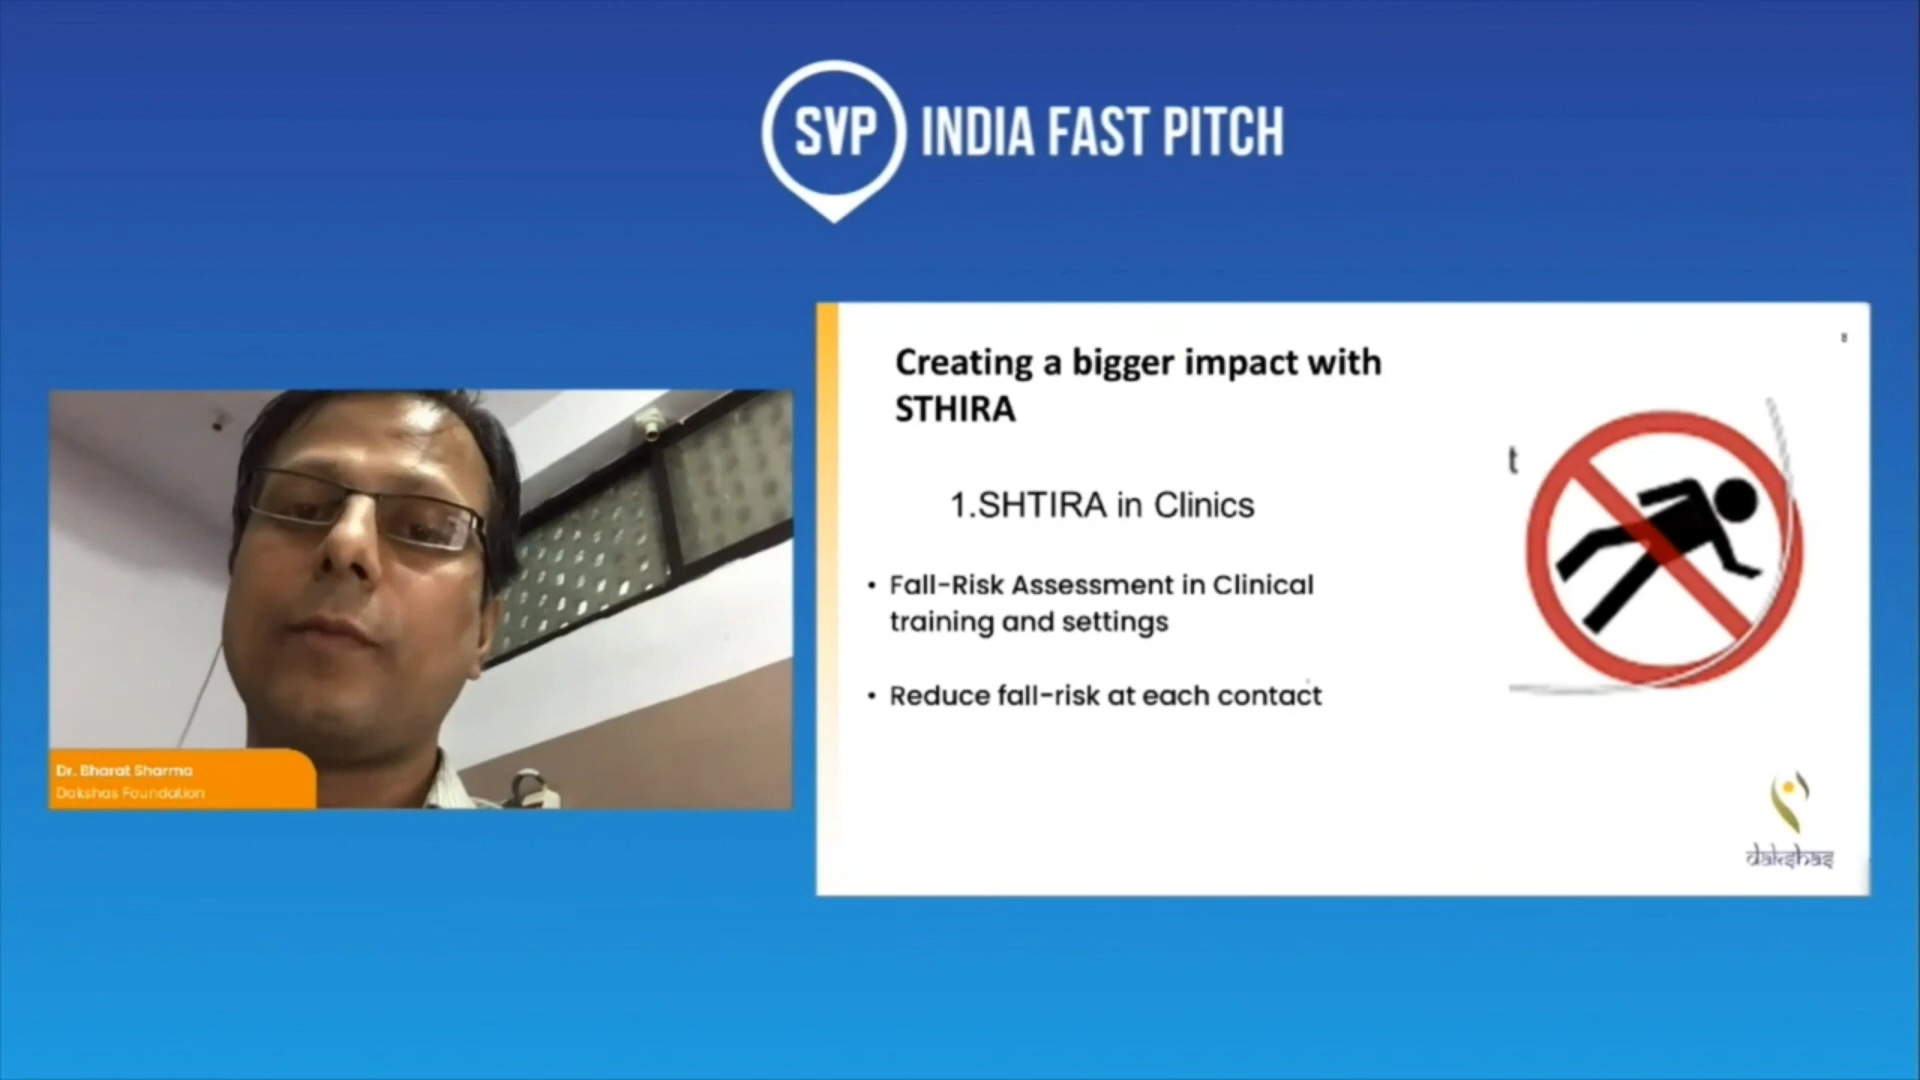 SVP INDIA FAST PITCH
Creating a bigger impact with
STHIRA
t
1.SHTIRA in Clinics
• Fall-Risk Assessment in Clinical
training and settings
• Reduce fall-risk at each contact
dakshas
Dr. Bharat Sharma
Dakshas Foundation